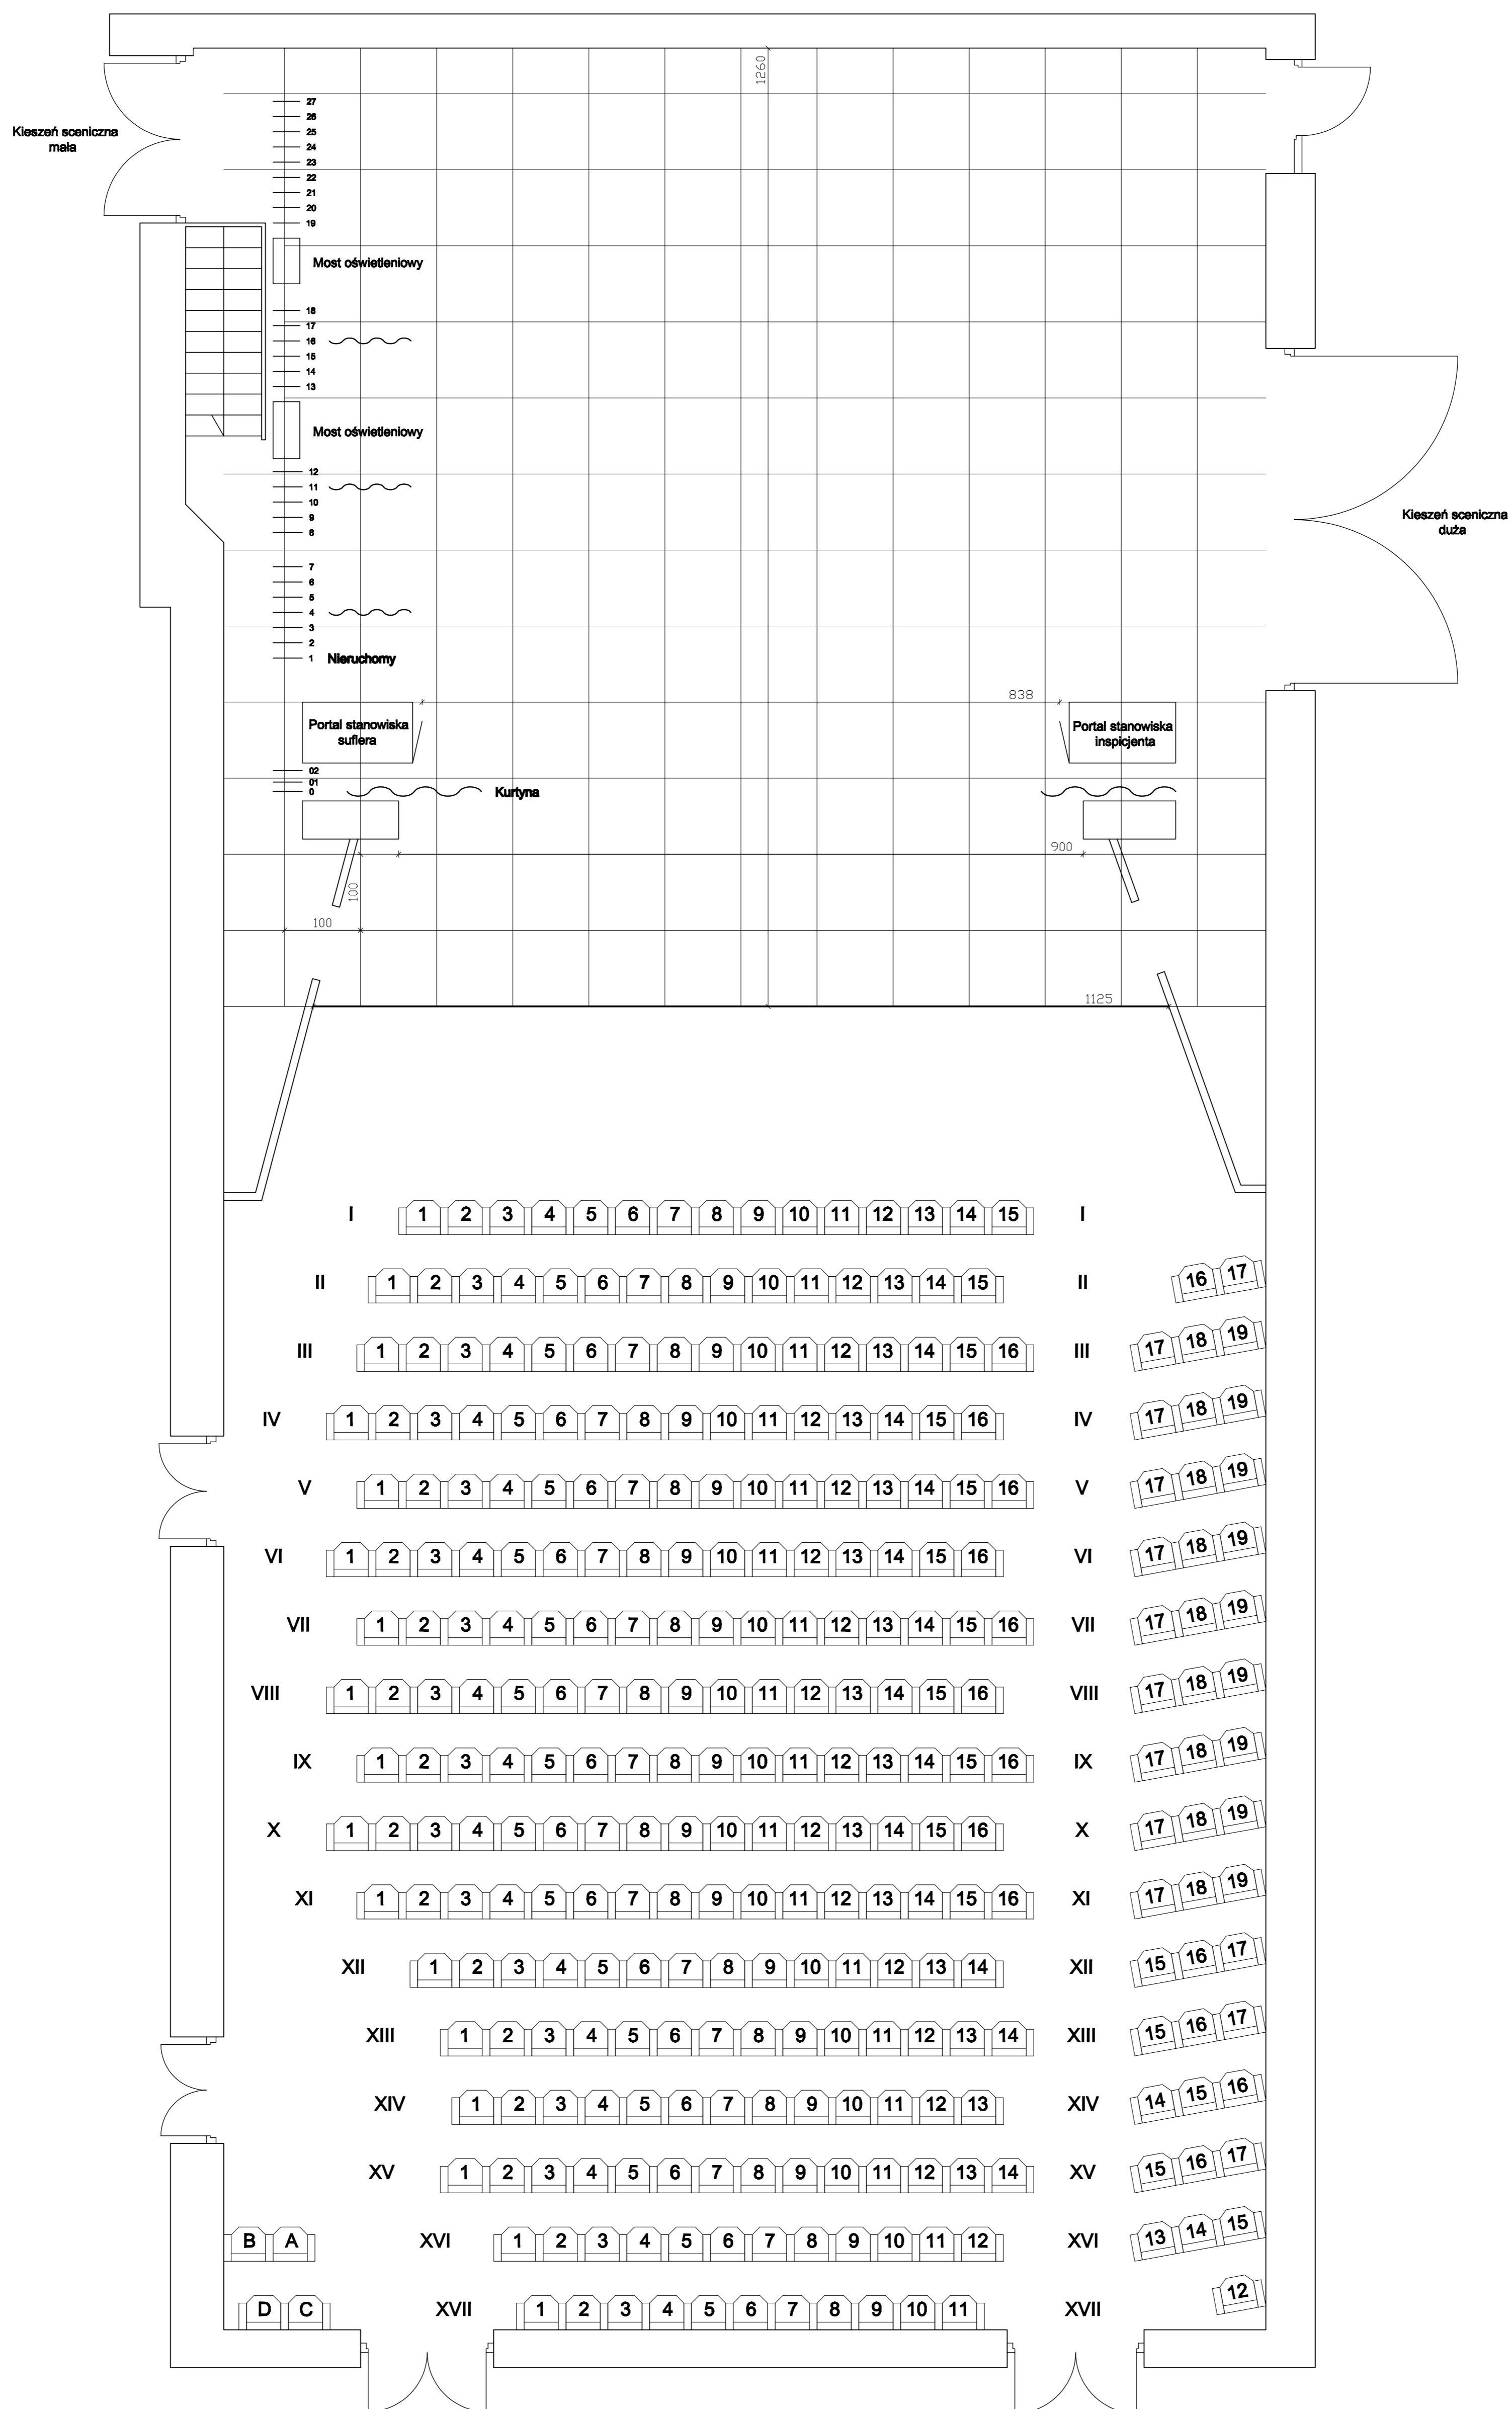 1260
27
26
Kieszeń sceniczna
mała
25
24
23
22
21
20
19
Most oświetleniowy
18
17
16
15
14
13
Most oświetleniowy
12
11
10
9
8
Kieszeń sceniczna
duża
7
6
5
4
3
2
1 Nieruchomy
838
Portal stanowiska
suflera
Portal stanowiska
inspicjenta
02
01
0 Kurtyna
900
100
100
1125
I 1 2 3 4 5 6 7 8 9 10 11 12 13 14 15 I
II 1 2 3 4 5 6 7 8 9 10 11 12 13 14 15 II 16 17
III 1 2 3 4 5 6 7 8 9 10 11 12 13 14 15 16 III 17 18 19
IV 1 2 3 4 5 6 7 8 9 10 11 12 13 14 15 16 IV 17 18 19
V 1 2 3 4 5 6 7 8 9 10 11 12 13 14 15 16 V 17 18 19
VI 1 2 3 4 5 6 7 8 9 10 11 12 13 14 15 16 VI 17 18 19
VII 1 2 3 4 5 6 7 8 9 10 11 12 13 14 15 16 VII 17 18 19
VIII 1 2 3 4 5 6 7 8 9 10 11 12 13 14 15 16 VIII 17 18 19
IX 1 2 3 4 5 6 7 8 9 10 11 12 13 14 15 16 IX 17 18 19
X 1 2 3 4 5 6 7 8 9 10 11 12 13 14 15 16 X 17 18 19
XI 1 2 3 4 5 6 7 8 9 10 11 12 13 14 15 16 XI 17 18 19
XII 1 2 3 4 5 6 7 8 9 10 11 12 13 14 XII 15 16 17
XIII 1 2 3 4 5 6 7 8 9 10 11 12 13 14 XIII 15 16 17
XIV 1 2 3 4 5 6 7 8 9 10 11 12 13 XIV 14 15 16
XV 1 2 3 4 5 6 7 8 9 10 11 12 13 14 XV 15 16 17
B A XVI 1 2 3 4 5 6 7 8 9 10 11 12 XVI 13 14 15
D C XVII 1 2 3 4 5 6 7 8 9 10 11 XVII 12